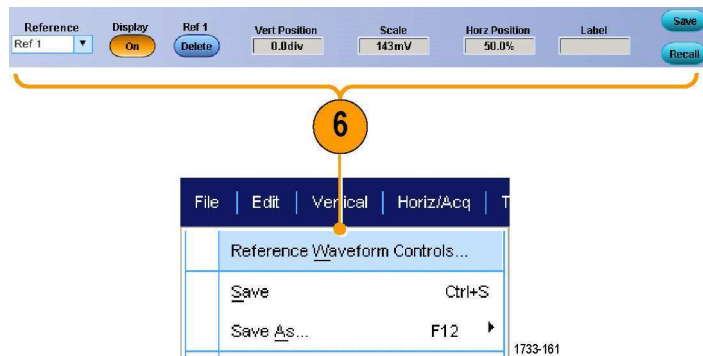 Reference Display Ref 1 Vert Position Scale Horz Position Label Save
Ref 1 On Delete 0.0div 143mV 50.0% Recall
6
File Edit Vertical Horiz/Acq T
Reference Waveform Controls...
Save Ctrl+S
Save As... F12
1733-161